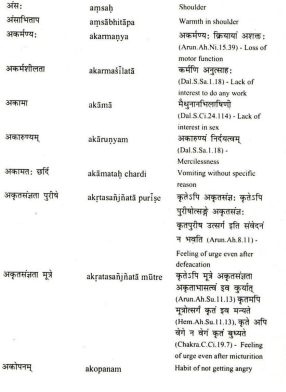 अंस: aṃsaḥ Shoulder
अंसाभिताप aṃsābhitāpa Warmth in shoulder
अकर्मण्य: akarmanya अकर्मण्य: क्रियायां अशक्त:
(Arun.Ah.Ni.15.39) - Loss of
motor function
अकर्मशीलता akarmaśīlatā कर्मणि अनुत्साह:
(Dal.S.Sa.1.18) - Lack of
interest to do any work
अकामा akāmā मैथुनानभिलाषिणी
(Dal.S.Ci.24.114) - Lack of
interest in sex
अकारुण्यम् akārunyam अकारुण्यं निर्दयत्वम्
(Dal.S.Sa.1.18) -
Mercilessness
अकामत: छर्दि akāmataḥ chardi Vomiting without specific
reason
अकृतसंज्ञता पुरीषे akṛtasañjñatā purīṣe कृतेऽपि अकृतसंज्ञ: कृतेऽपि
पुरीषोत्सर्गे अकृतसंज्ञ:
कृतपुरीष उत्सर्ग इति संवेदनं
न भवति (Arun.Ah.8.11) -
Feeling of urge even after
defeacation
अकृतसंज्ञता मूत्रे akṛatasañjñatā mūtre कृतेऽपि मूत्रे अकृतसंज्ञता
अकृताभासत्वं इव कुर्यात्
(Arun.Ah.Su.11.13) कृतमपि
मूत्रोत्सर्गं कृतं इव मन्यते
(Hem.Ah.Su.11.13), कृते अपि
वेगे न वेगं कृतं बुध्यते
(Chakra.C.Ci.19.7) - Feeling
of urge even after micturition
अकोपनम् akopanam Habit of not getting angry